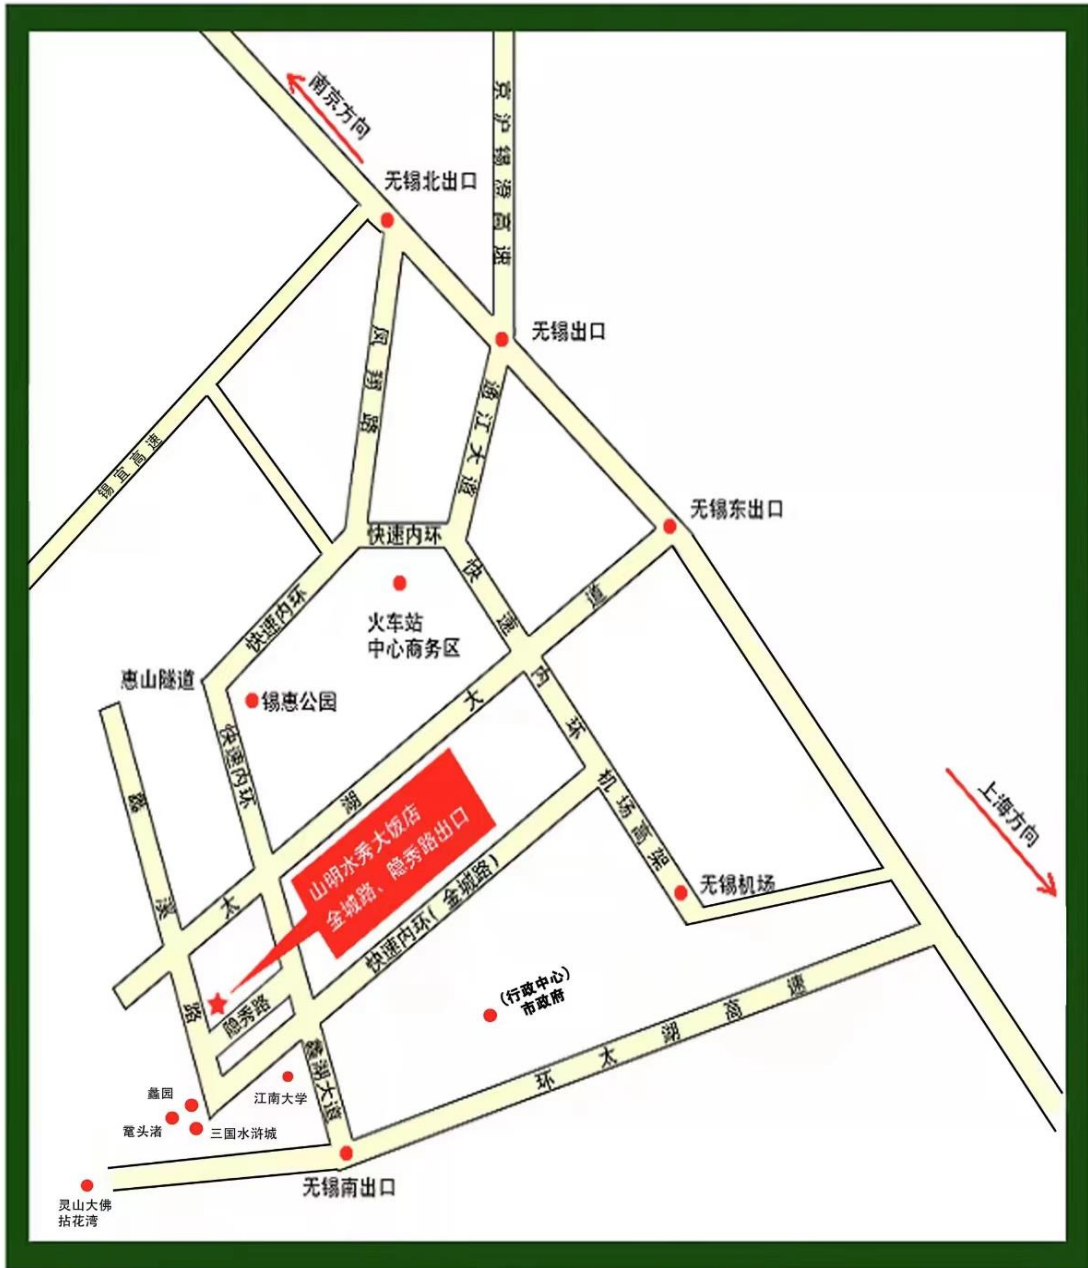 南京方向
京沪锡澄高速
无锡北出口
无锡出口
凤翔路
通江大道
锡宜高速
无锡东出口
快速内环
快速内环
快速内环
火车站
中心商务区
太湖大道
惠山隧道
锡惠公园
快速内环
机场高架
上海方向
蠡溪路
山明水秀大饭店
金城路、隐秀路出口
无锡机场
快速内环(金城路)
隐秀路
(行政中心)
市政府
环太湖高速
蠡湖大道
江南大学
蠡园
鼋头渚
三国水浒城
无锡南出口
灵山大佛
拈花湾